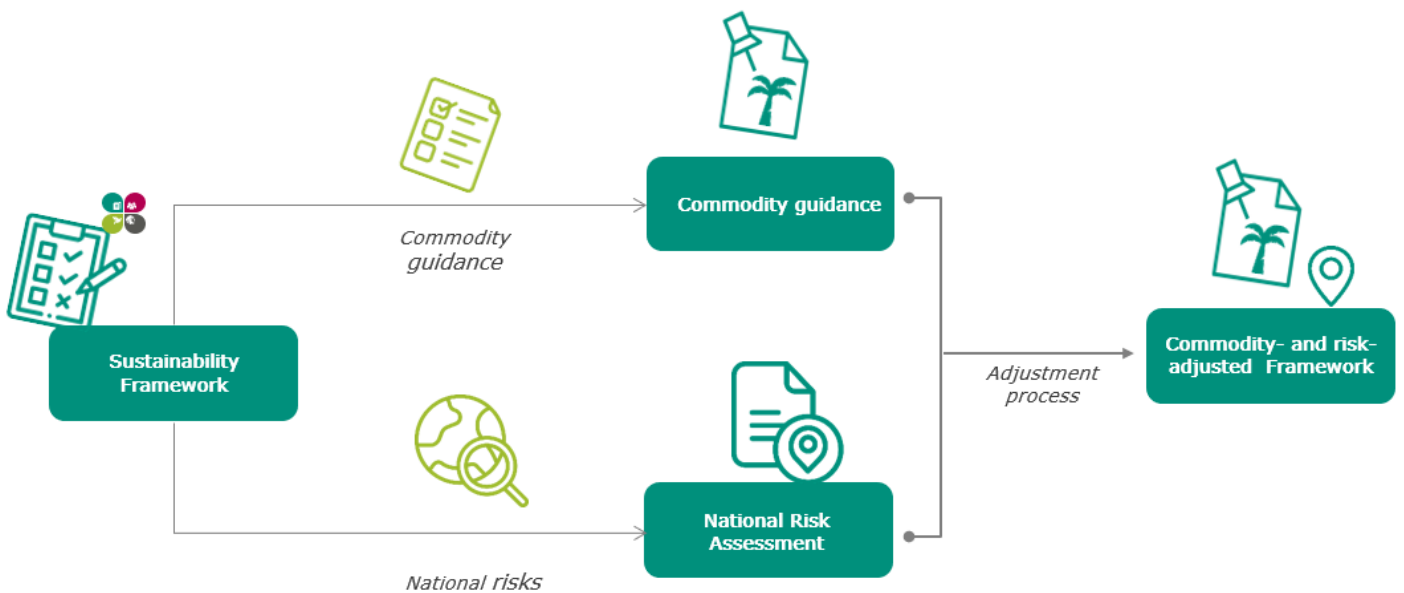 Commodity guidance
Commodity
guidance
Sustainability
Framework
Commodity- and risk-
adjusted Framework
Adjustment
process
National Risk
Assessment
National risks